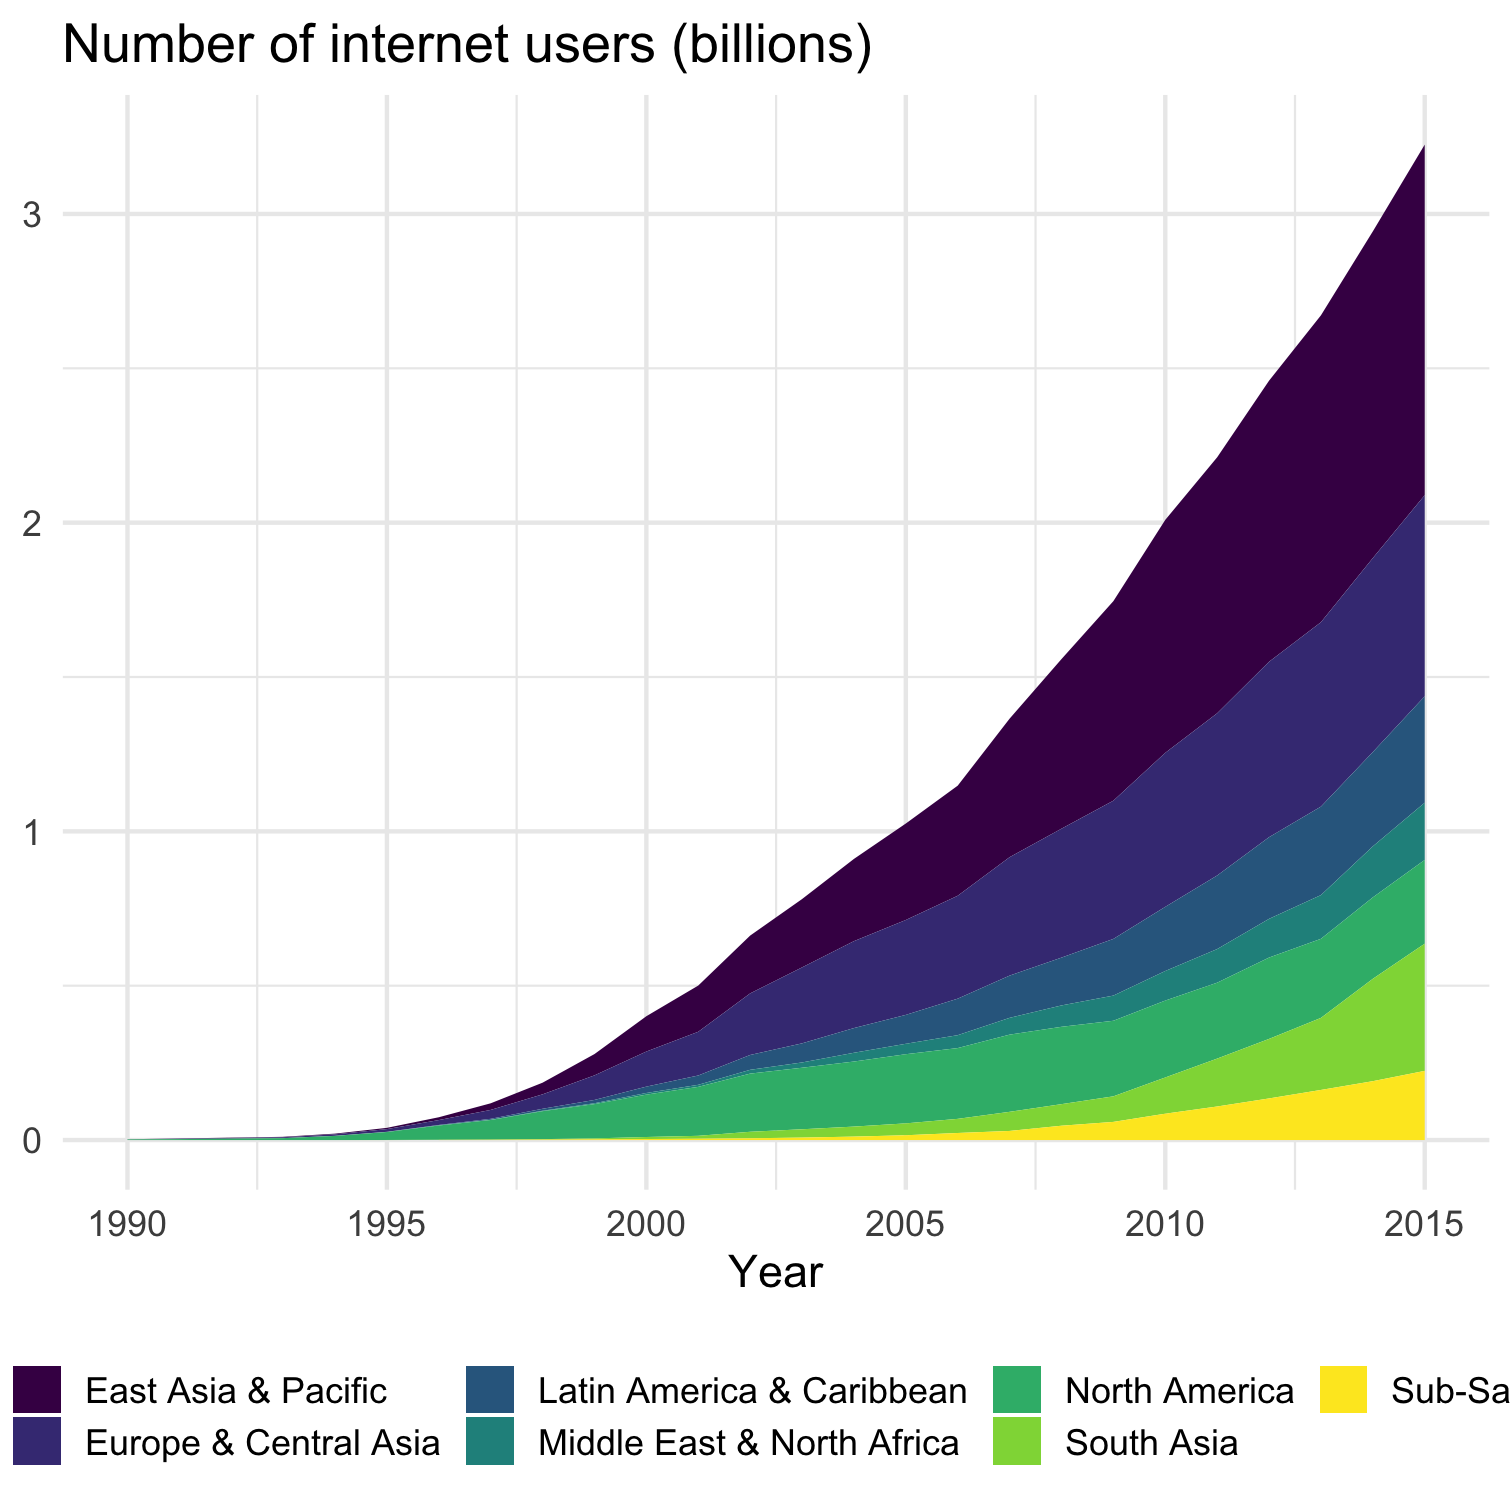 Number of internet users (billions)
3
2
1
0
1990 1995 2000 2005 2010 2015
Year
East Asia & Pacific Latin America & Caribbean North America Sub-Sa
Europe & Central Asia Middle East & North Africa South Asia